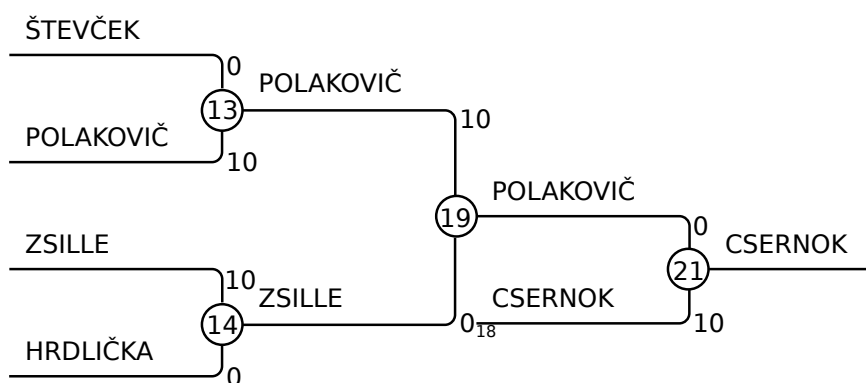 ŠTEVČEK
0
POLAKOVIČ
13
10
POLAKOVIČ
10
POLAKOVIČ
19
0
ZSILLE
CSERNOK
21
10
ZSILLE
CSERNOK
14
0
18
10
HRDLIČKA
0